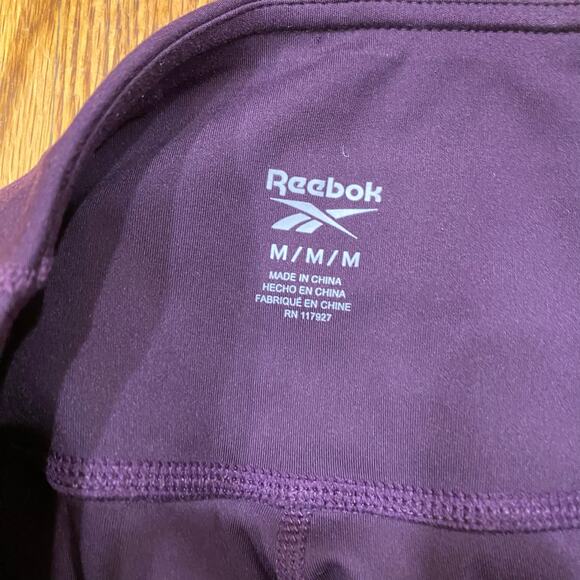 Reebok
M / M / M
MADE IN CHINA
HECHO EN CHINA
FABRIQUÉ EN CHINE
RN 117927